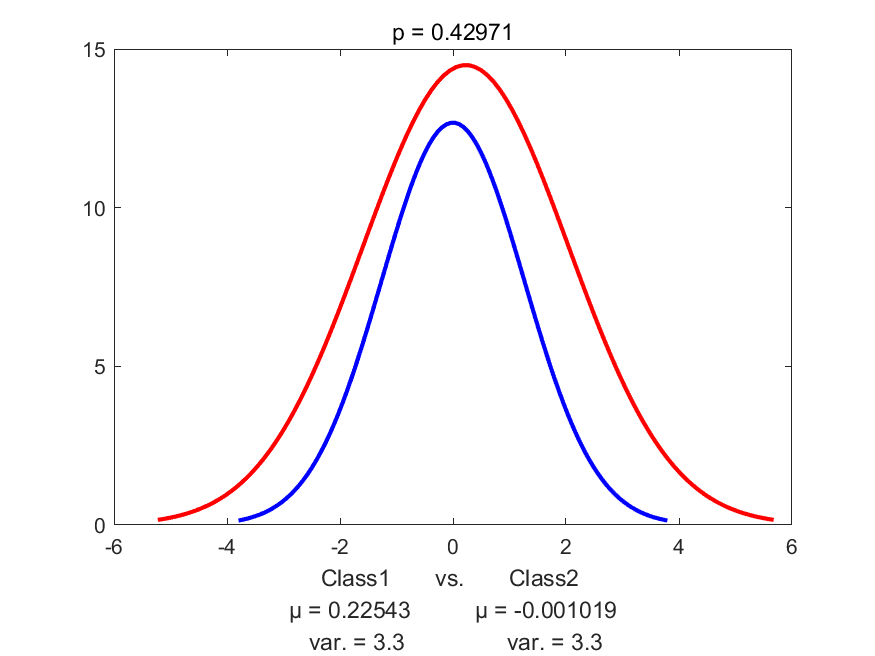 p = 0.42971
15
10
5
0
-6 -4 -2 0 2 4 6
Class1 vs. Class2
μ = 0.22543 μ = -0.001019
var. = 3.3 var. = 3.3